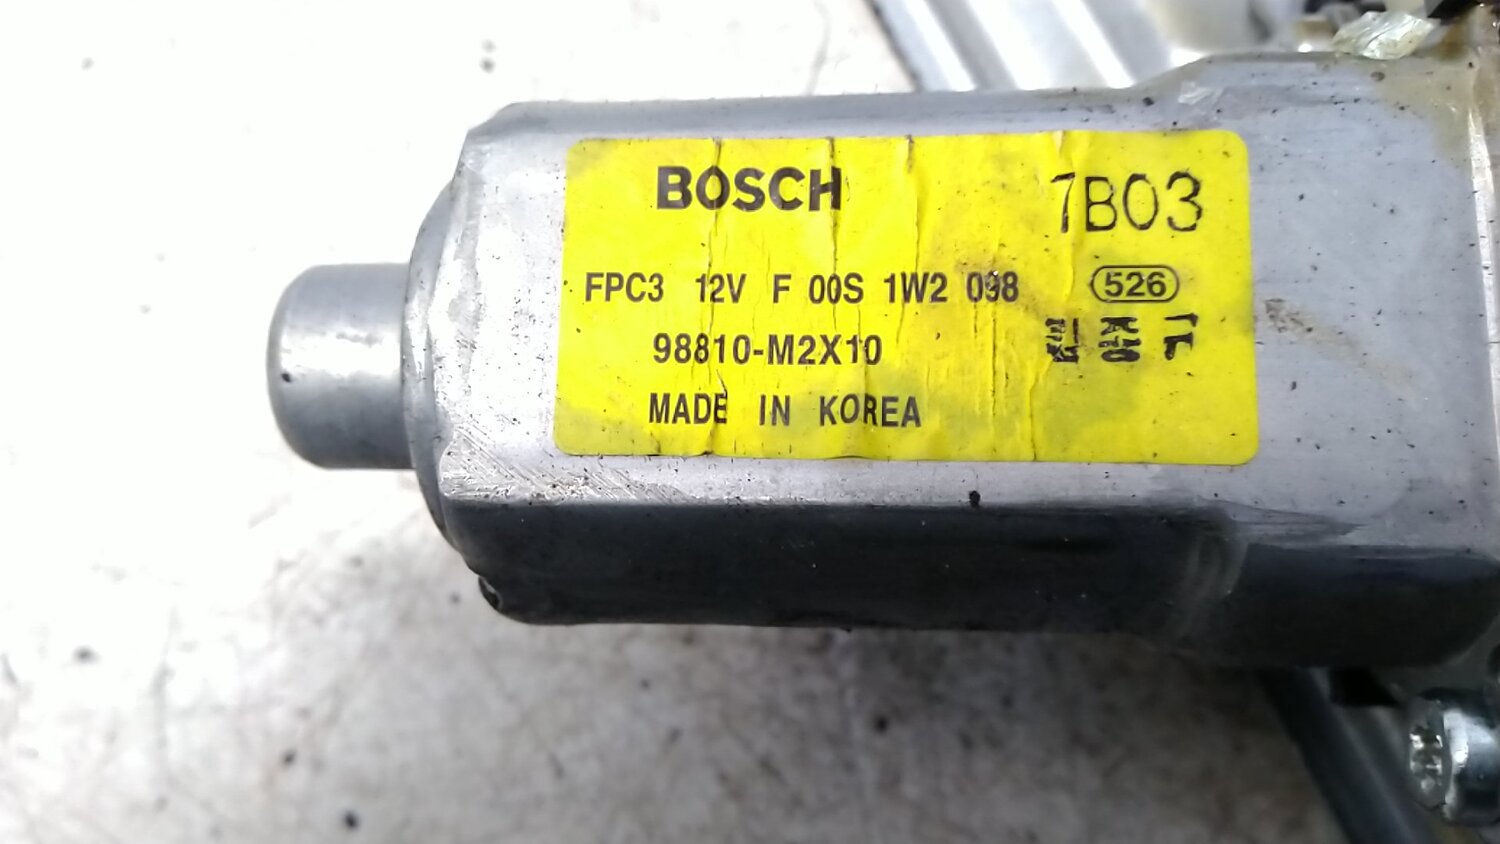 BOSCH 7B03
FPC3 12V F 00S 1W2 098 526
98810-M2X10
MADE IN KOREA